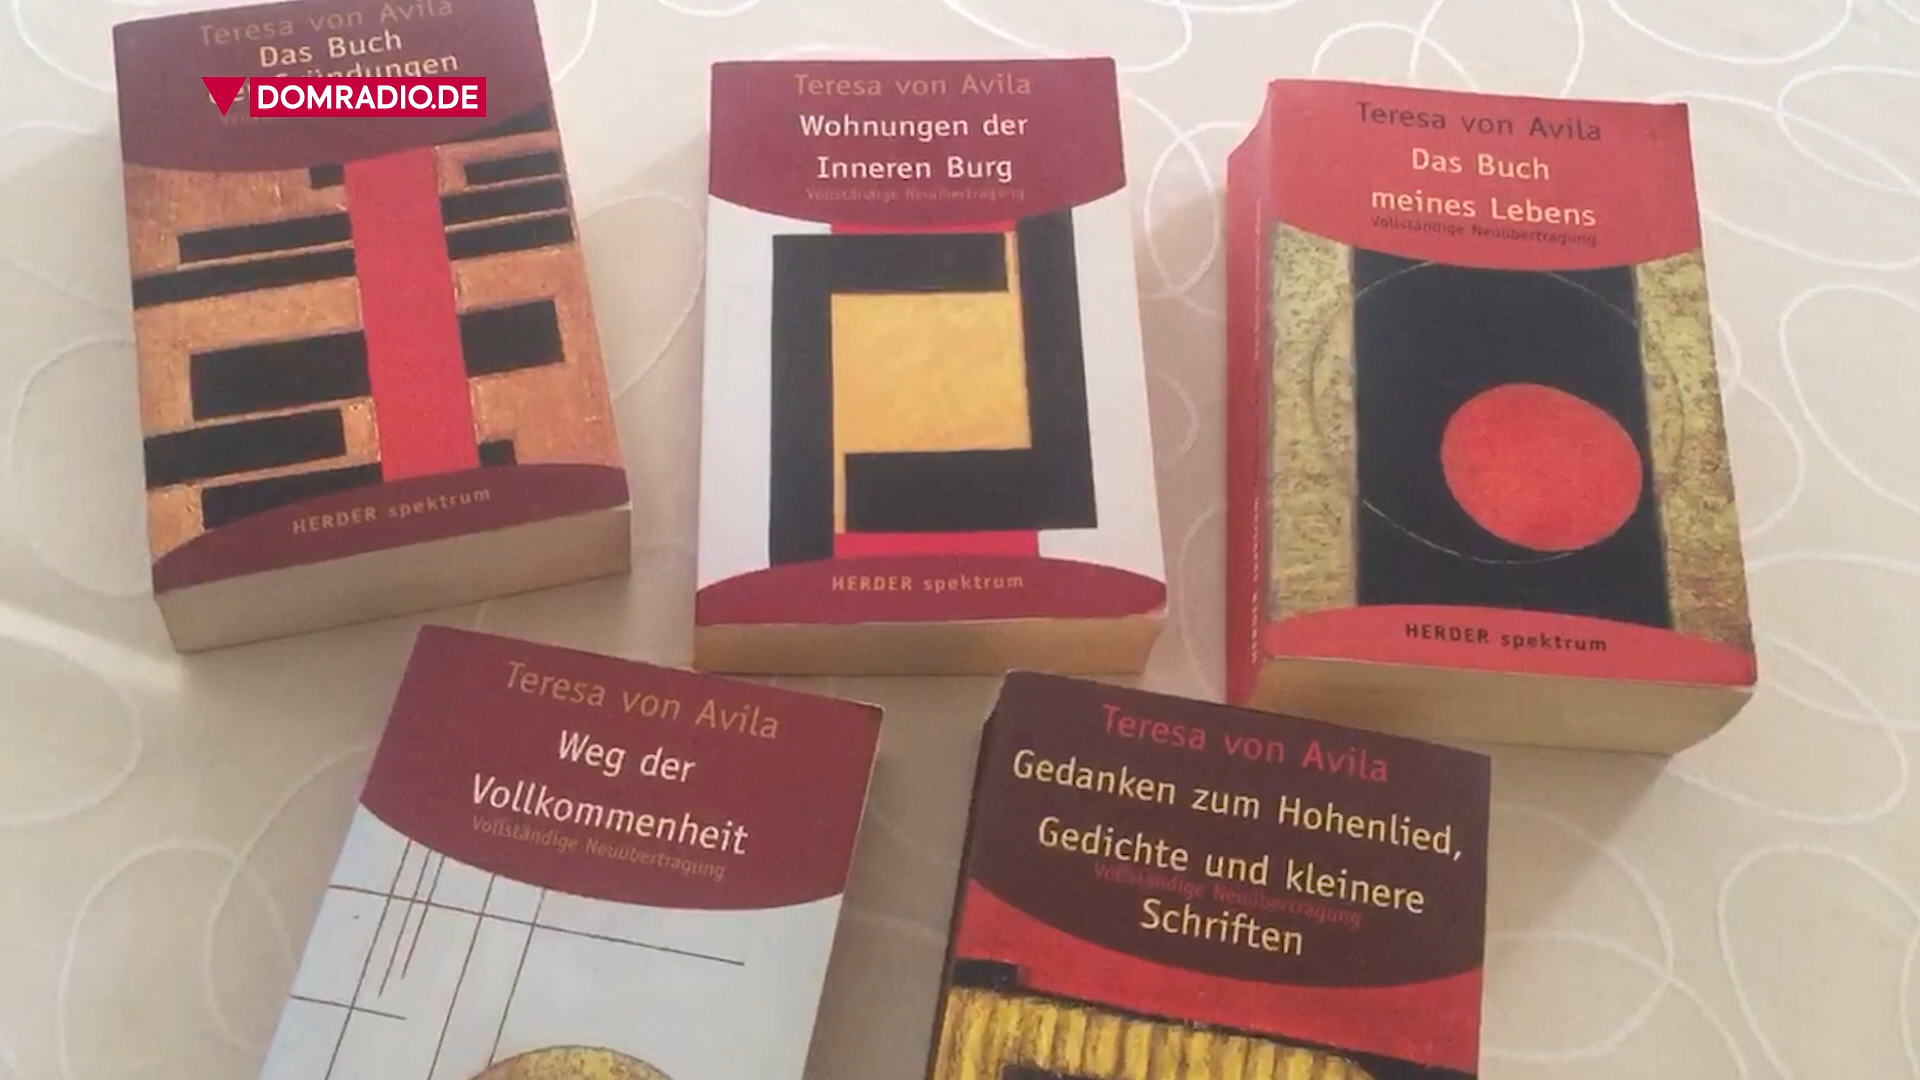 Teresa von Avila
Das Buch
Gründungen
DOMRADIO.DE
HERDER spektrum
Teresa von Avila
Wohnungen der
Inneren Burg
Vollständige Neuübertragung
HERDER spektrum
Teresa von Avila
Das Buch
meines Lebens
Vollständige Neuübertragung
HERDER spektrum
Teresa von Avila
Weg der
Vollkommenheit
Vollständige Neuübertragung
Teresa von Avila
Gedanken zum Hohenlied,
Gedichte und kleinere
Vollständige Neuübertragung
Schriften